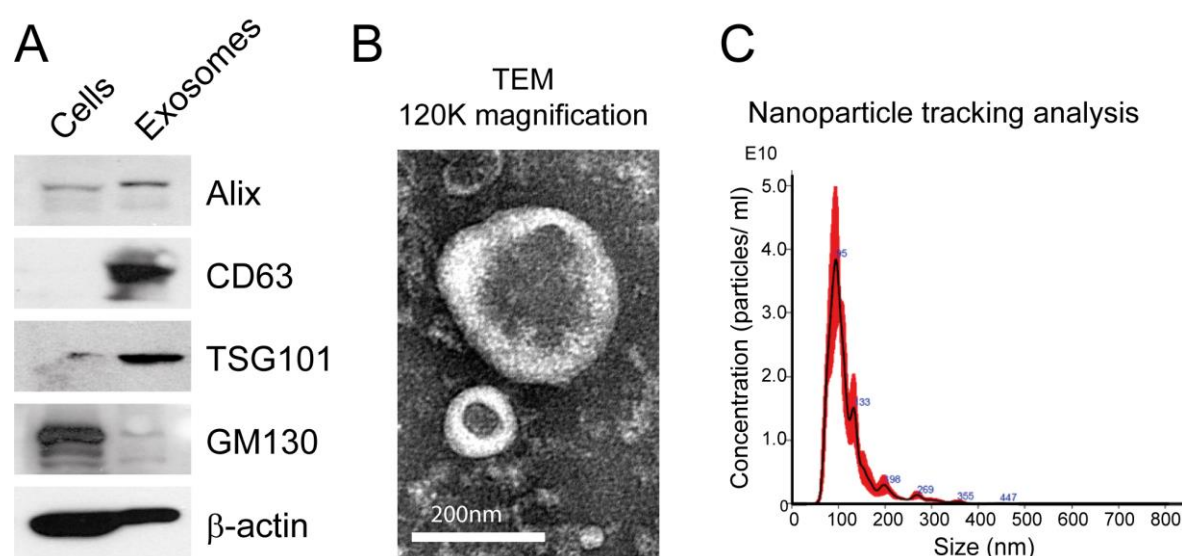 A
Cells
Exosomes
Alix
CD63
TSG101
GM130
β-actin
B
TEM
120K magnification
200nm
C
Nanoparticle tracking analysis
E10
Concentration (particles/ ml)
5.0
4.0
3.0
2.0
1.0
0
95
133
198
269
355
447
0 100 200 300 400 500 600 700 800
Size (nm)